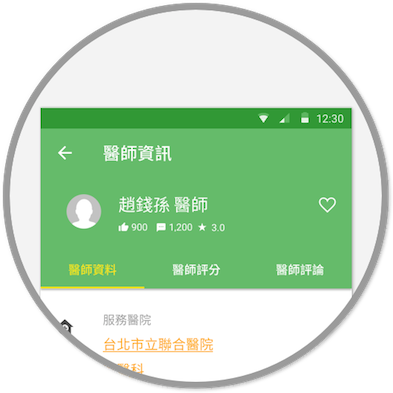 12:30
醫師資訊
趙錢孫 醫師
900 1,200 3.0
醫師資料 醫師評分 醫師評論
服務醫院
台北市立聯合醫院
醫科